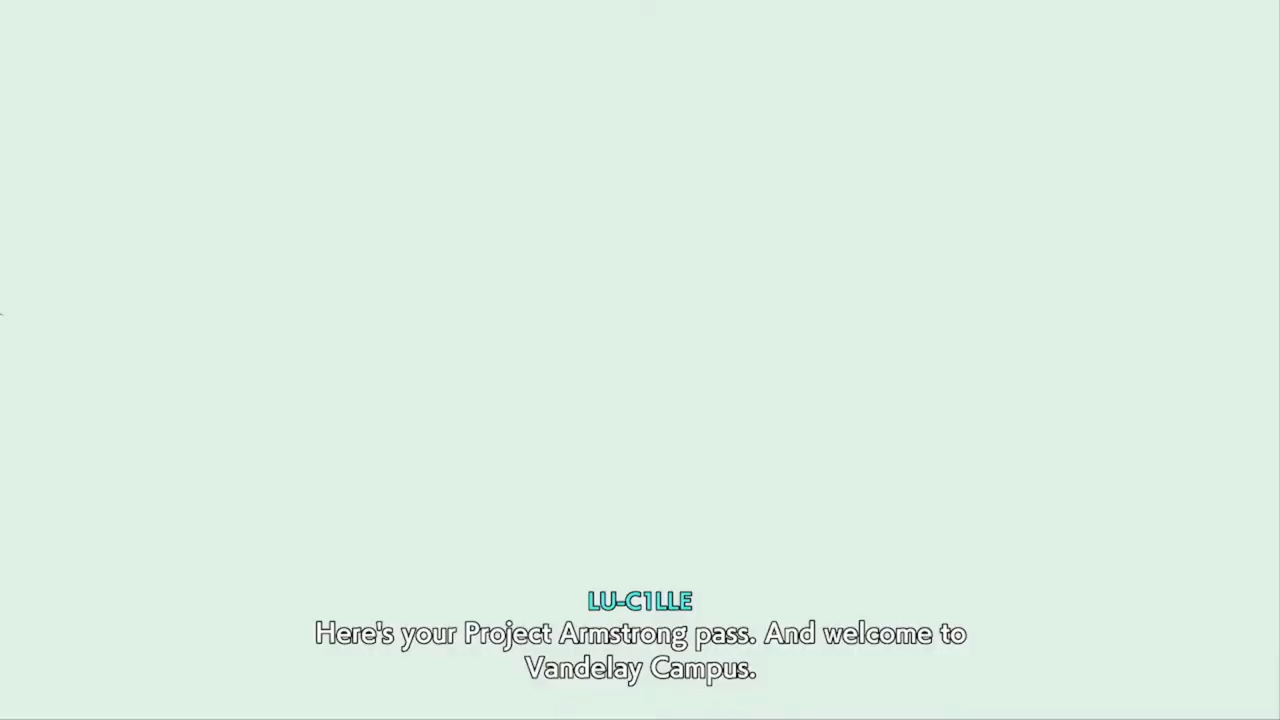 LU-C1LLE
Here's your Project Armstrong pass. And welcome to
Vandelay Campus.